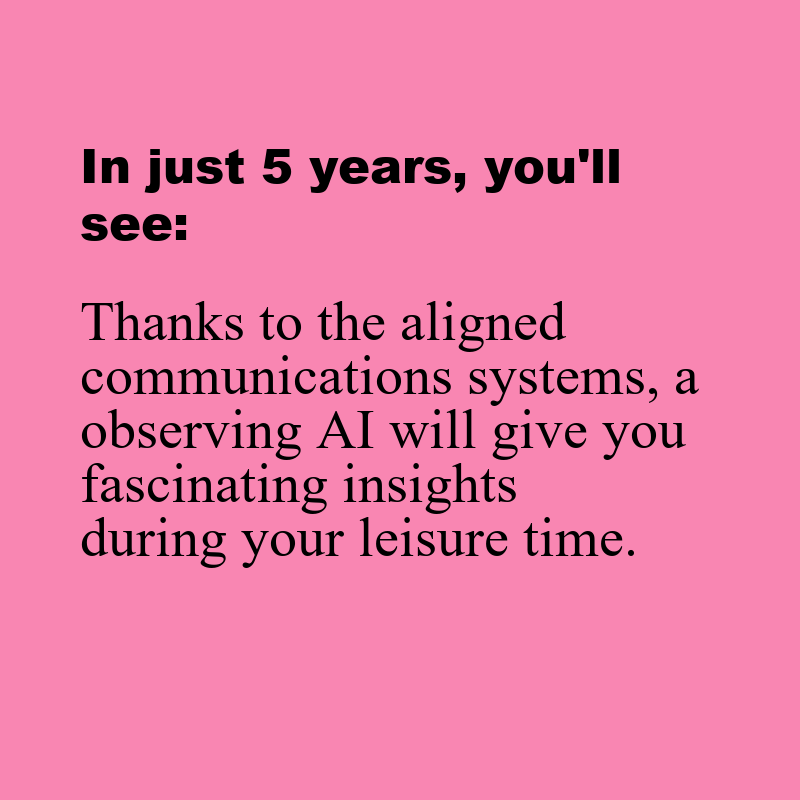 In just 5 years, you'll
see:
Thanks to the aligned
communications systems, a
observing AI will give you
fascinating insights
during your leisure time.